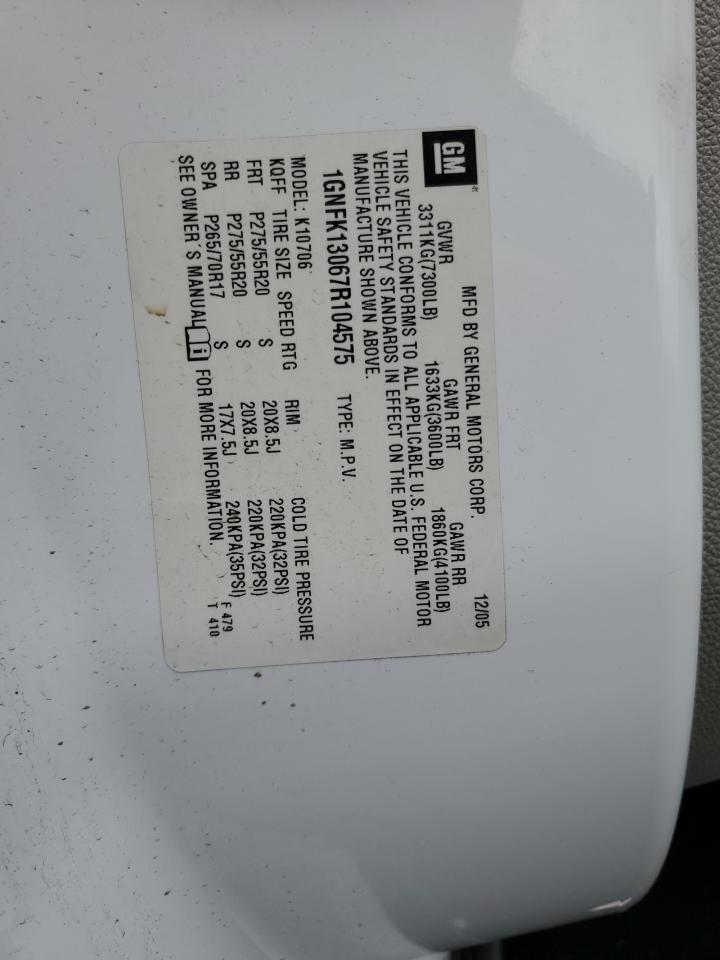 GM
MFD BY GENERAL MOTORS CORP. 12/05
GVWR GAWR FRT GAWR RR
3311KG(7300LB) 1633KG(3600LB) 1860KG(4100LB)
THIS VEHICLE CONFORMS TO ALL APPLICABLE U.S. FEDERAL MOTOR
VEHICLE SAFETY STANDARDS IN EFFECT ON THE DATE OF
MANUFACTURE SHOWN ABOVE.
1GNFK13067R104575 TYPE: M.P.V.
MODEL: K10706
KQFF TIRE SIZE SPEED RTG RIM COLD TIRE PRESSURE
FRT P275/55R20 S 20X8.5J 220KPA(32PSI)
RR P275/55R20 S 20X8.5J 220KPA(32PSI)
SPA P265/70R17 S 17X7.5J 240KPA(35PSI) F 479
SEE OWNER'S MANUAL i FOR MORE INFORMATION. T 410